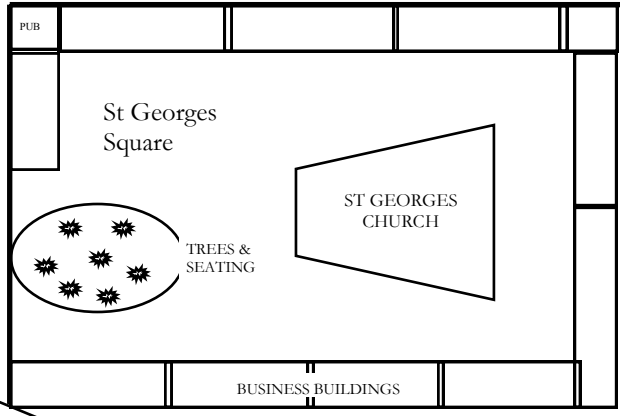 PUB
St Georges
Square
ST GEORGES
CHURCH
TREES &
SEATING
BUSINESS BUILDINGS